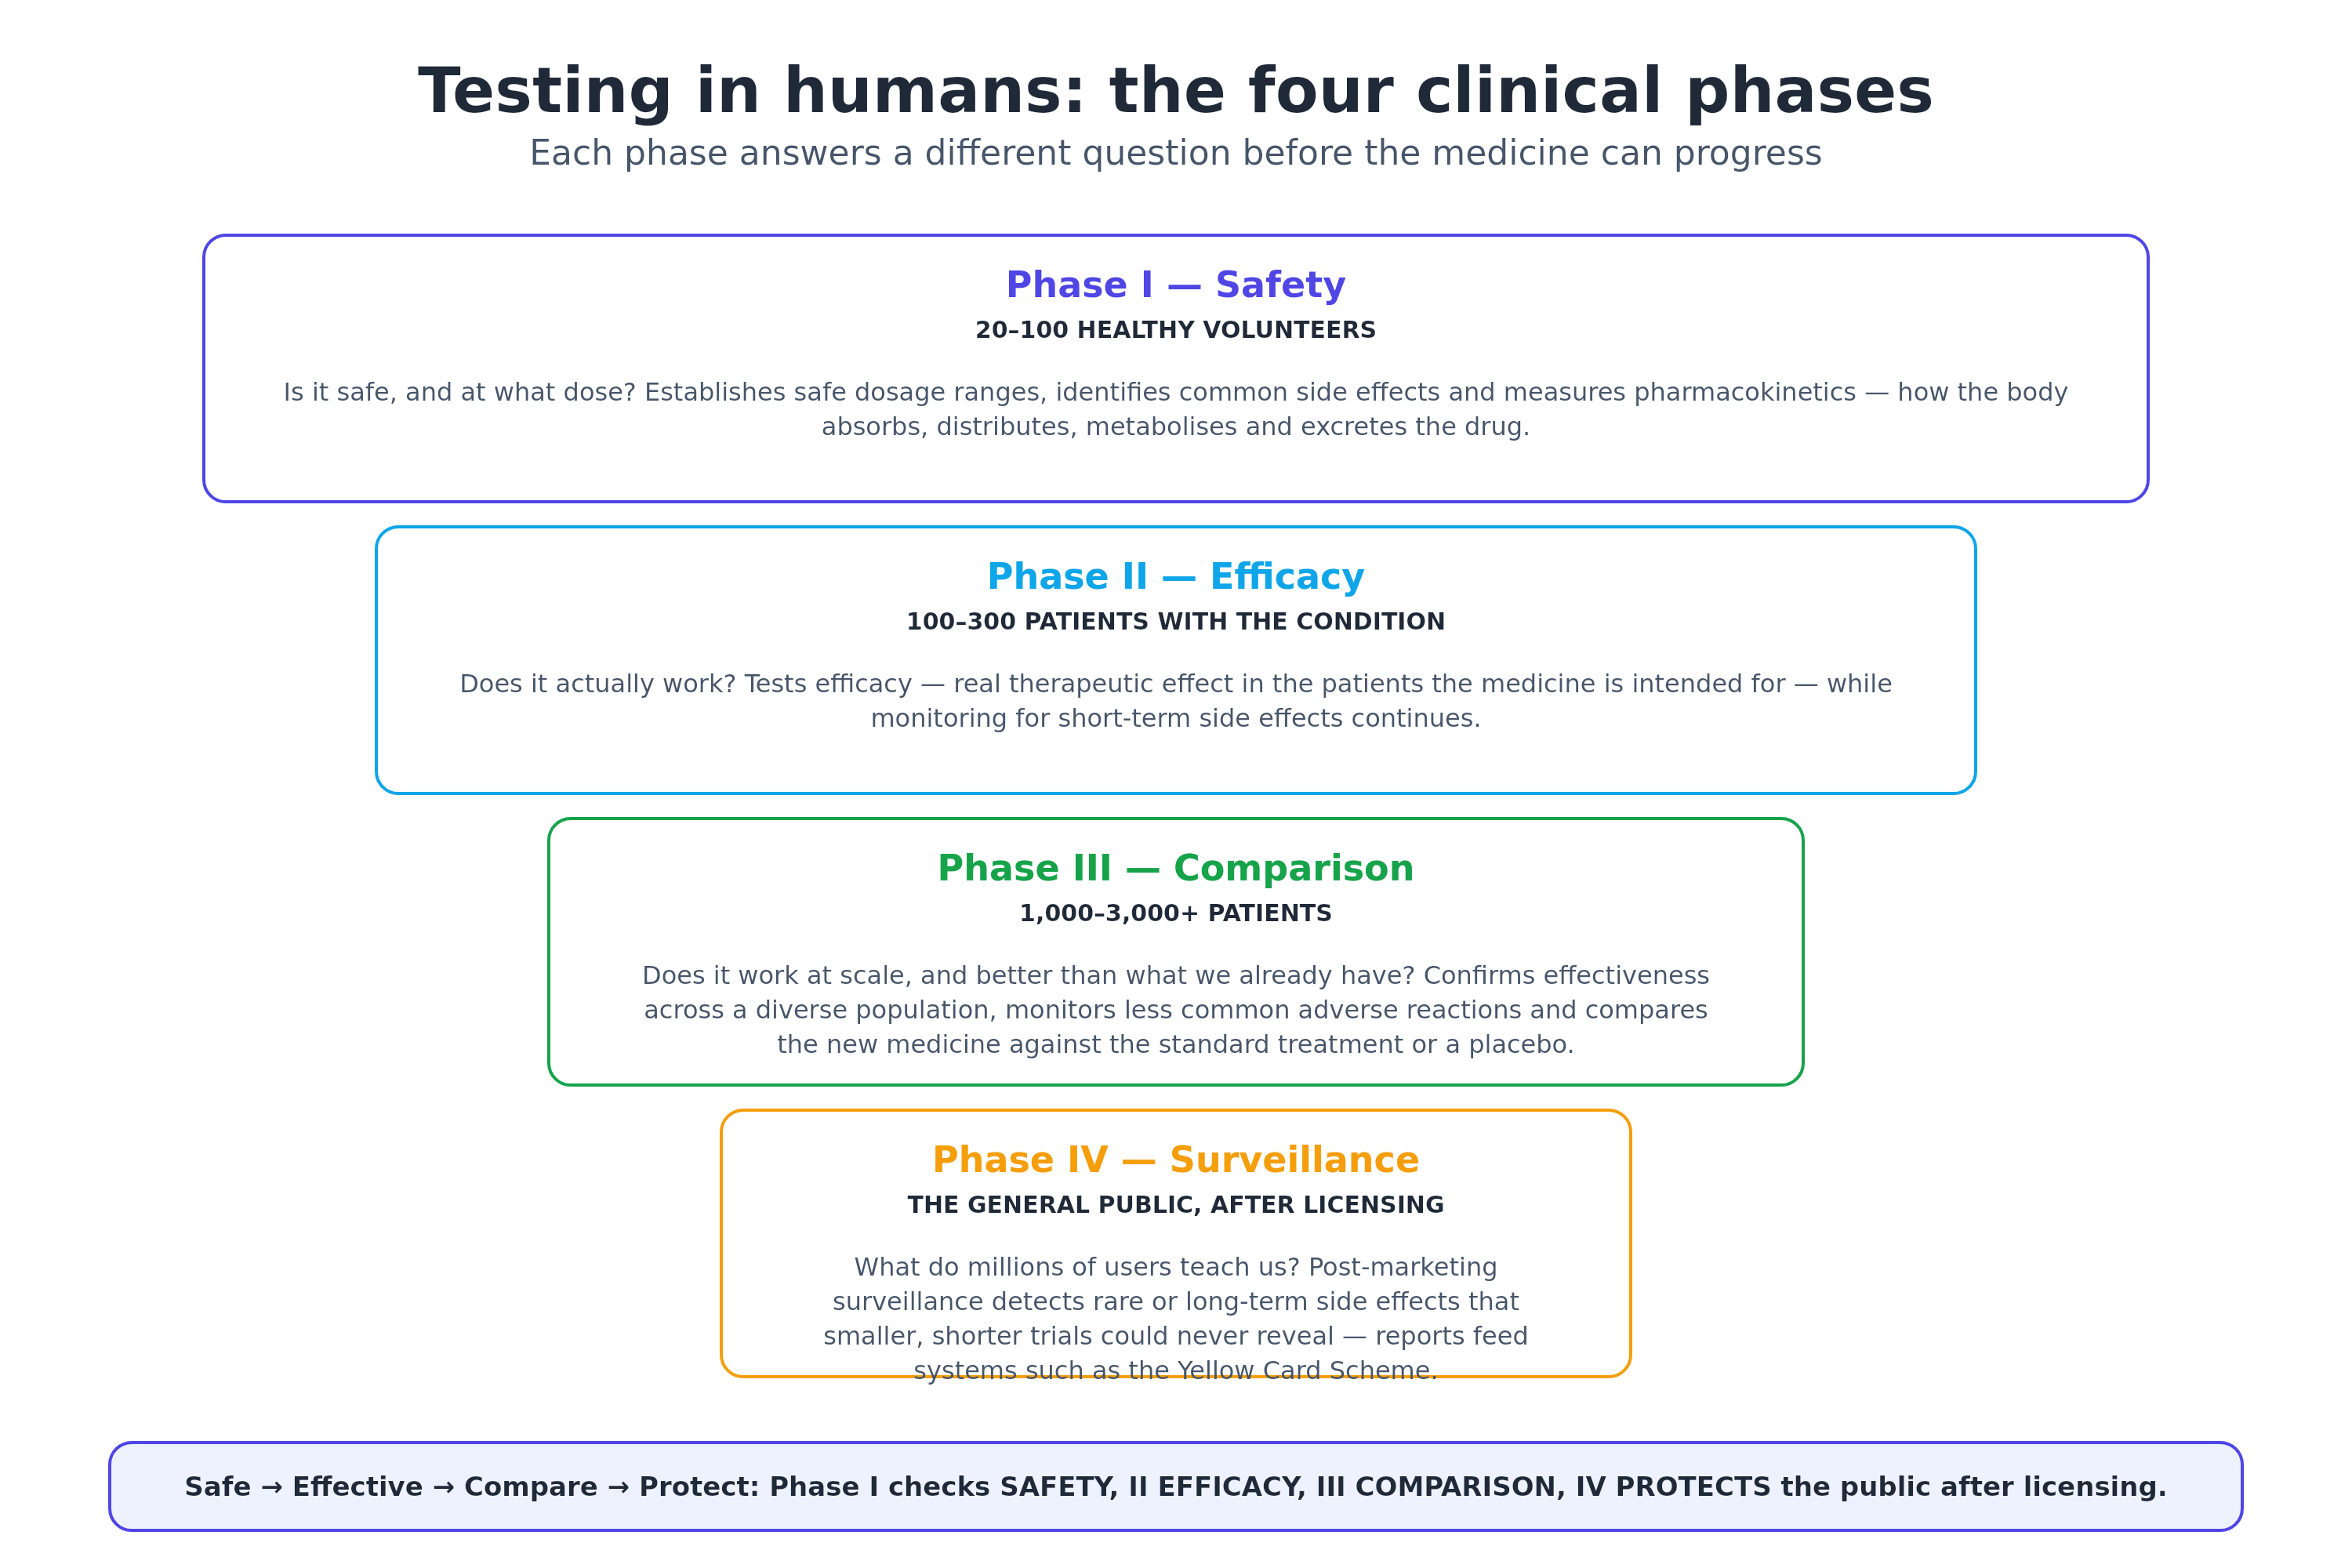 Testing in humans: the four clinical phases
Each phase answers a different question before the medicine can progress
Phase I — Safety
20–100 HEALTHY VOLUNTEERS
Is it safe, and at what dose? Establishes safe dosage ranges, identifies common side effects and measures pharmacokinetics — how the body
absorbs, distributes, metabolises and excretes the drug.
Phase II — Efficacy
100–300 PATIENTS WITH THE CONDITION
Does it actually work? Tests efficacy — real therapeutic effect in the patients the medicine is intended for — while
monitoring for short-term side effects continues.
Phase III — Comparison
1,000–3,000+ PATIENTS
Does it work at scale, and better than what we already have? Confirms effectiveness
across a diverse population, monitors less common adverse reactions and compares
the new medicine against the standard treatment or a placebo.
Phase IV — Surveillance
THE GENERAL PUBLIC, AFTER LICENSING
What do millions of users teach us? Post-marketing
surveillance detects rare or long-term side effects that
smaller, shorter trials could never reveal — reports feed
systems such as the Yellow Card Scheme.
Safe → Effective → Compare → Protect: Phase I checks SAFETY, II EFFICACY, III COMPARISON, IV PROTECTS the public after licensing.